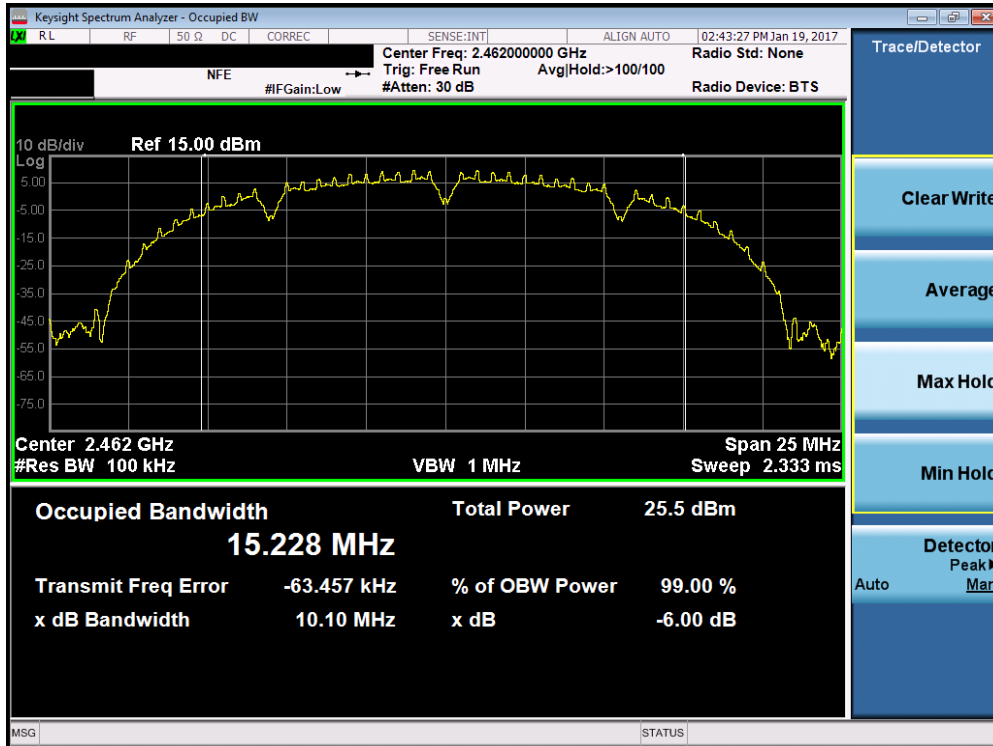 Keysight Spectrum Analyzer - Occupied BW
LXI RL RF 50 Ω DC CORREC SENSE:INT ALIGN AUTO 02:43:27 PM Jan 19, 2017
Center Freq: 2.462000000 GHz Radio Std: None
NFE Trig: Free Run Avg|Hold:>100/100
#IFGain:Low #Atten: 30 dB Radio Device: BTS
10 dB/div Ref 15.00 dBm
Log
5.00
-5.00
-15.0
-25.0
-35.0
-45.0
-55.0
-65.0
-75.0
Center 2.462 GHz Span 25 MHz
#Res BW 100 kHz VBW 1 MHz Sweep 2.333 ms
Occupied Bandwidth Total Power 25.5 dBm
15.228 MHz
Transmit Freq Error -63.457 kHz % of OBW Power 99.00 %
x dB Bandwidth 10.10 MHz x dB -6.00 dB
MSG STATUS
Trace/Detector
Clear Write
Average
Max Hold
Min Hold
Detector
Peak
Auto Man